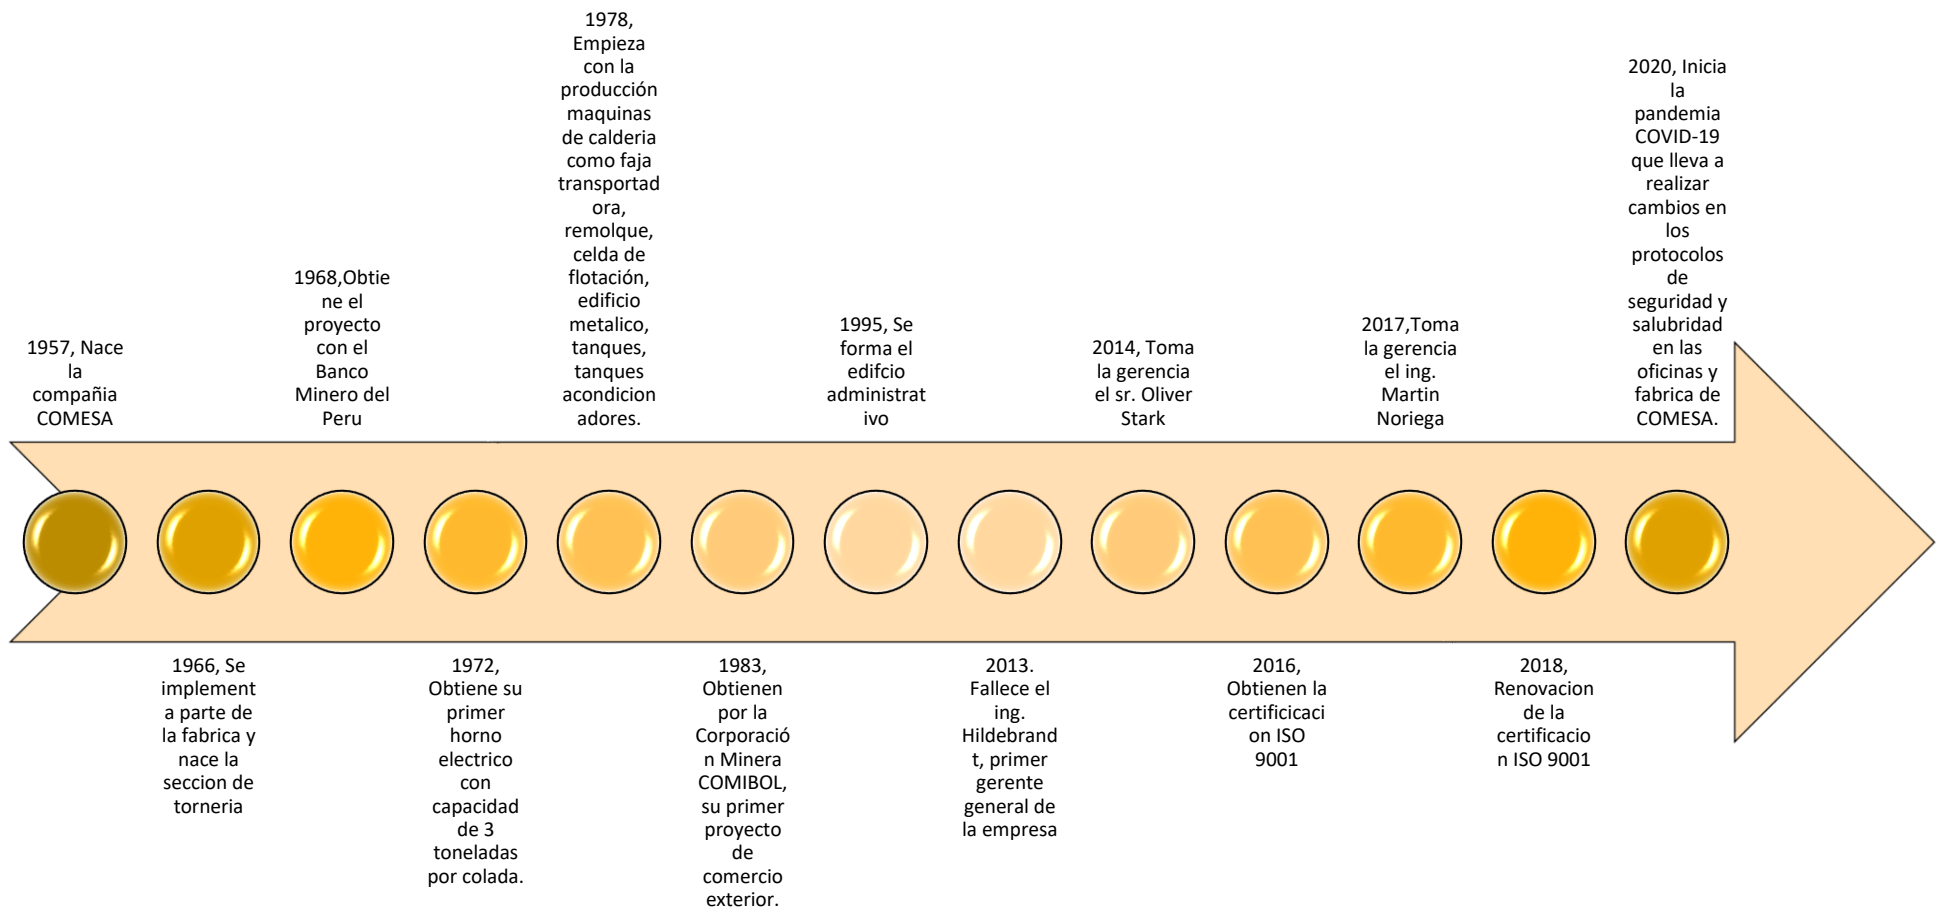 1957, Nace
la
compañia
COMESA
1966, Se
implement
a parte de
la fabrica y
nace la
seccion de
torneria
1968,Obtie
ne el
proyecto
con el
Banco
Minero del
Peru
1972,
Obtiene su
primer
horno
electrico
con
capacidad
de 3
toneladas
por colada.
1978,
Empieza
con la
producción
maquinas
de calderia
como faja
transportad
ora,
remolque,
celda de
flotación,
edificio
metalico,
tanques,
tanques
acondicion
adores.
1983,
Obtienen
por la
Corporació
n Minera
COMIBOL,
su primer
proyecto
de
comercio
exterior.
1995, Se
forma el
edifcio
administrat
ivo
2013.
Fallece el
ing.
Hildebrand
t, primer
gerente
general de
la empresa
2014, Toma
la gerencia
el sr. Oliver
Stark
2016,
Obtienen la
certificicaci
on ISO
9001
2017,Toma
la gerencia
el ing.
Martin
Noriega
2018,
Renovacion
de la
certificacio
n ISO 9001
2020, Inicia
la
pandemia
COVID-19
que lleva a
realizar
cambios en
los
protocolos
de
seguridad y
salubridad
en las
oficinas y
fabrica de
COMESA.